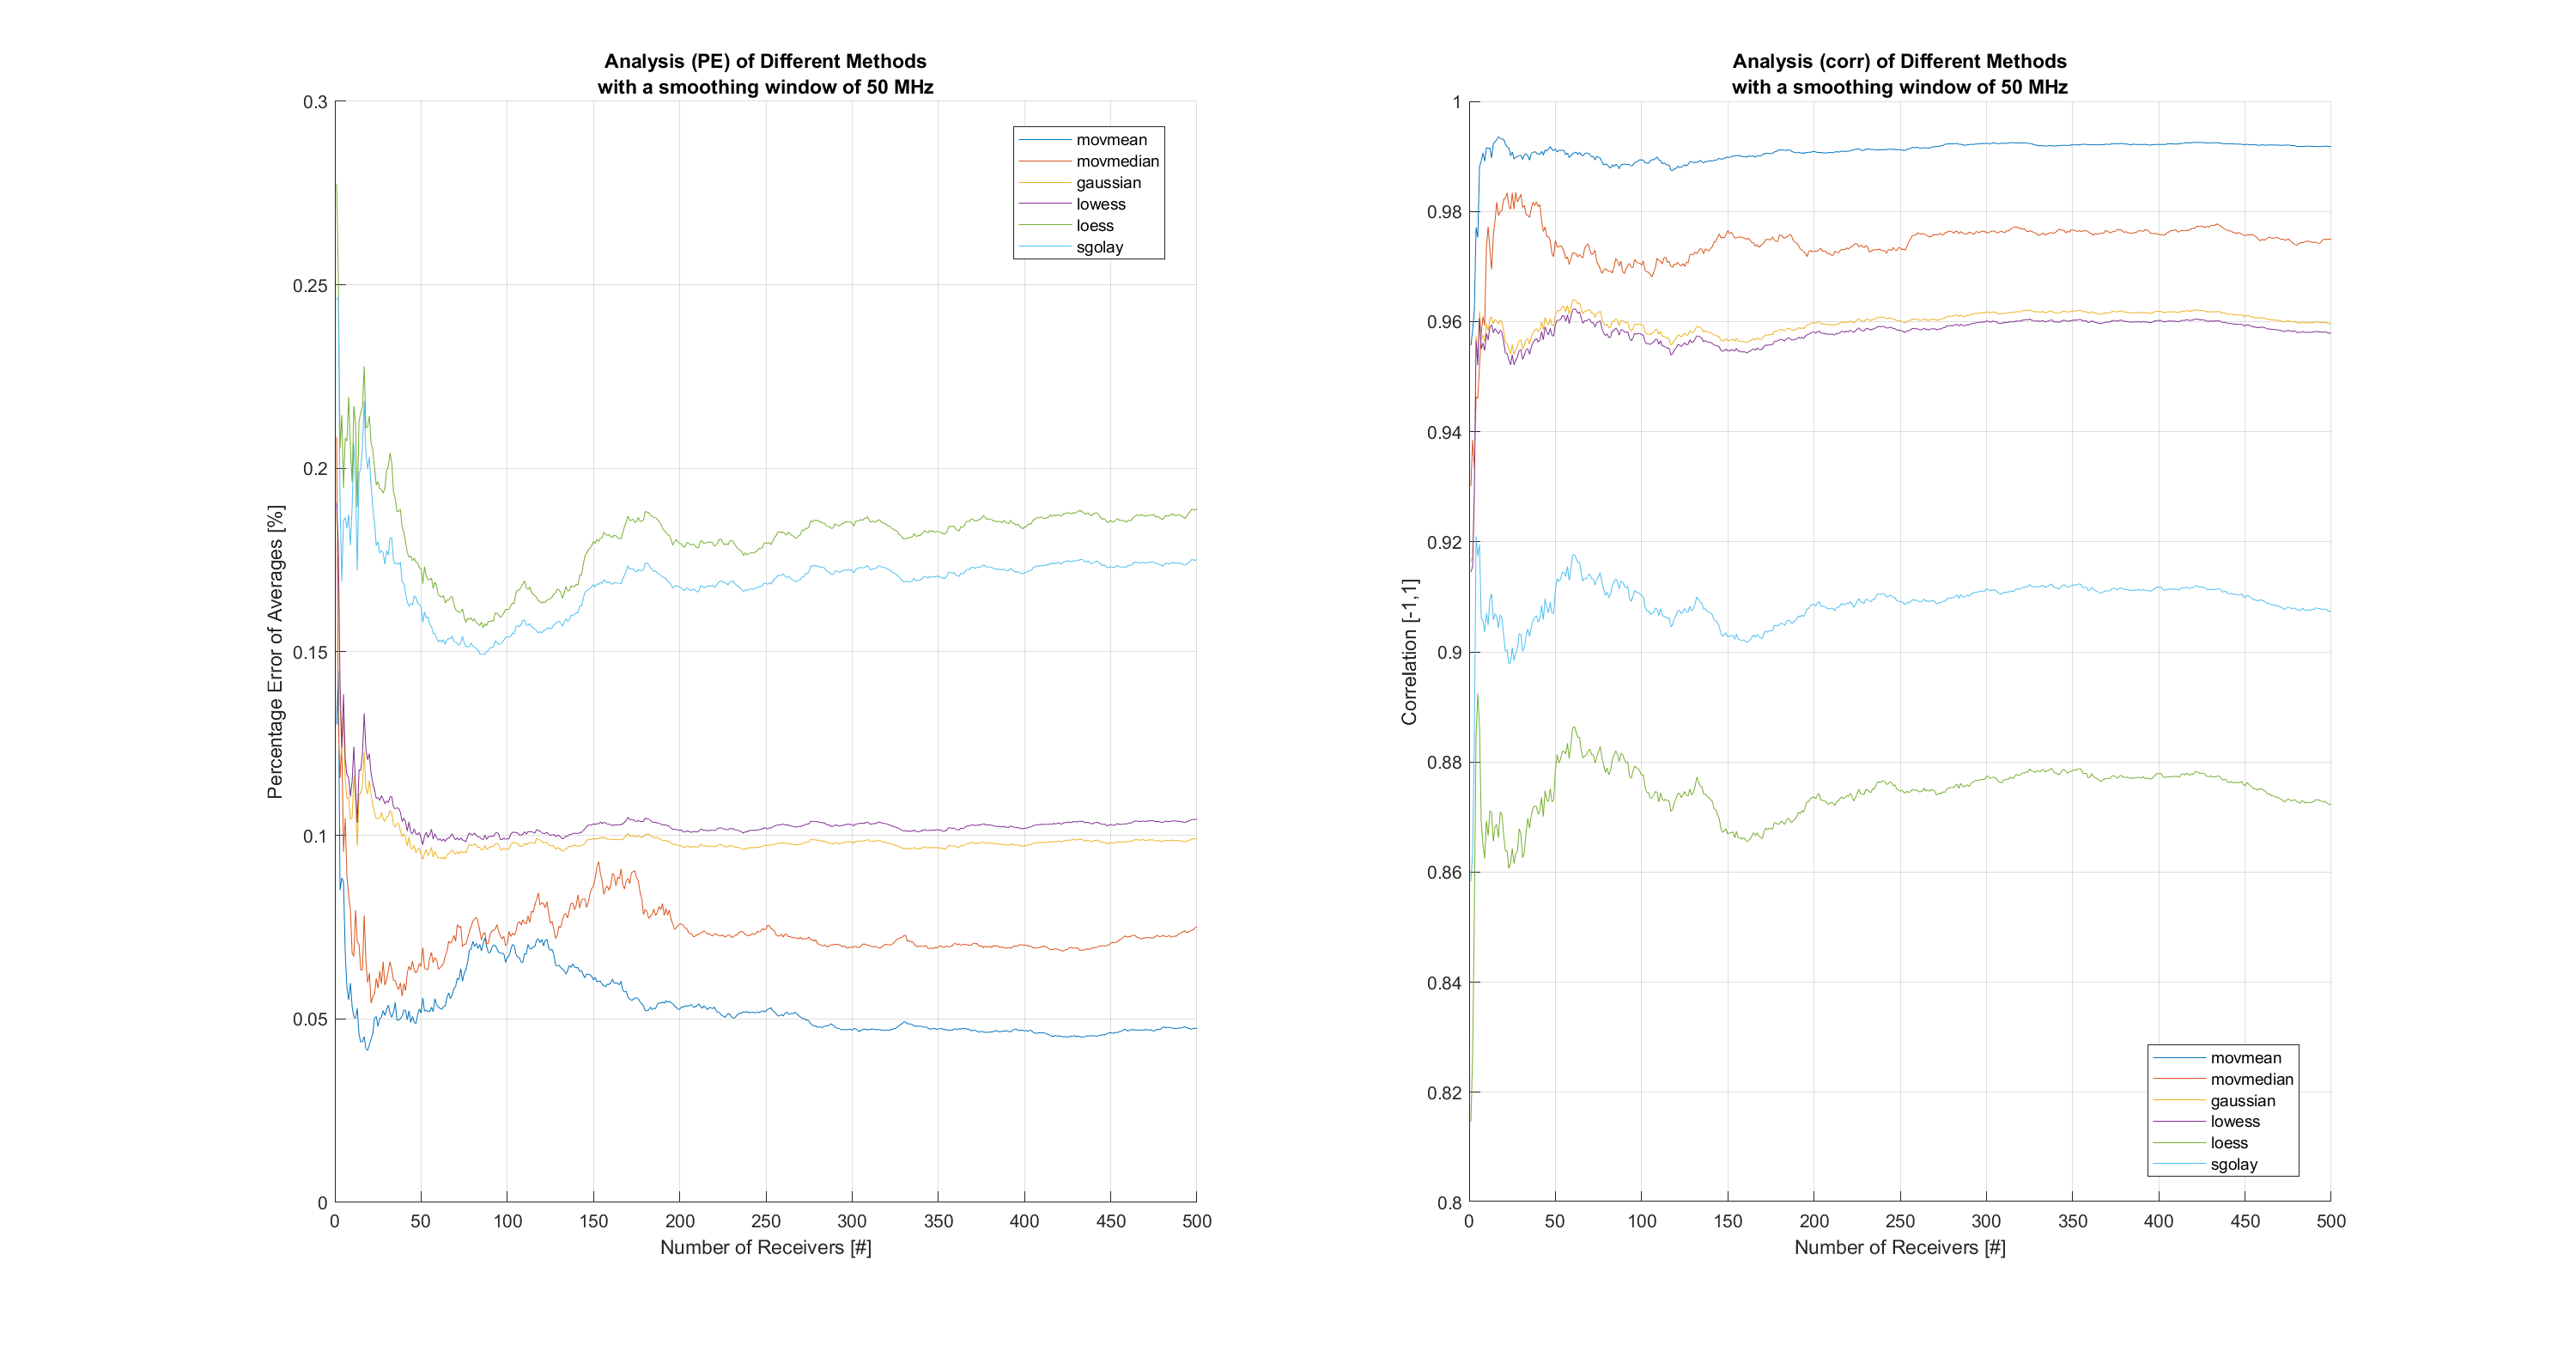 Analysis (PE) of Different Methods
with a smoothing window of 50 MHz
0.3
0.25
0.2
0.15
0.1
0.05
0
Percentage Error of Averages [%]
0 50 100 150 200 250 300 350 400 450 500
Number of Receivers [#]
movmean
movmedian
gaussian
lowess
loess
sgolay
Analysis (corr) of Different Methods
with a smoothing window of 50 MHz
1
0.98
0.96
0.94
0.92
0.9
0.88
0.86
0.84
0.82
0.8
Correlation [-1,1]
0 50 100 150 200 250 300 350 400 450 500
Number of Receivers [#]
movmean
movmedian
gaussian
lowess
loess
sgolay